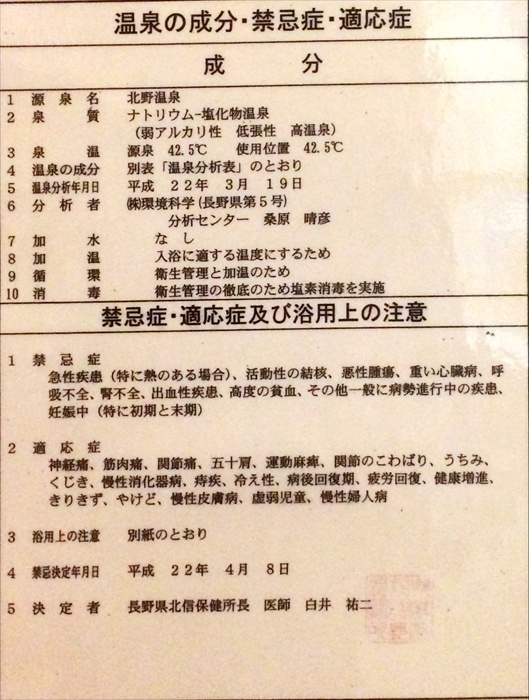 温泉の成分・禁忌症・適応症
成　　　分
1　源　泉　名　　北野温泉
2　泉　　　質　　ナトリウム-塩化物温泉
（弱アルカリ性　低張性　高温泉）
3　泉　　　温　　源泉　42.5℃　　使用位置　42.5℃
4　温泉の成分　　別表「温泉分析表」のとおり
5　温泉分析年月日　　平成　22年　3月　19日
6　分　析　者　　㈱環境科学(長野県第5号)
分析センター　桑原　晴彦
7　加　　　水　　　な　し
8　加　　　温　　　入浴に適する温度にするため
9　循　　　環　　　衛生管理と加温のため
10　消　　　毒　　　衛生管理の徹底のため塩素消毒を実施
禁忌症・適応症及び浴用上の注意
1　禁　忌　症
急性疾患（特に熱のある場合）、活動性の結核、悪性腫瘍、重い心臓病、呼
吸不全、腎不全、出血性疾患、高度の貧血、その他一般に病勢進行中の疾患、
妊娠中（特に初期と末期）
2　適　応　症
神経痛、筋肉痛、関節痛、五十肩、運動麻痺、関節のこわばり、うちみ、
くじき、慢性消化器病、痔疾、冷え性、病後回復期、疲労回復、健康増進、
きりきず、やけど、慢性皮膚病、虚弱児童、慢性婦人病
3　浴用上の注意　　別紙のとおり
4　禁忌決定年月日　　平成　22年　4月　8日
5　決　定　者　　長野県北信保健所長　医師　白井　祐二